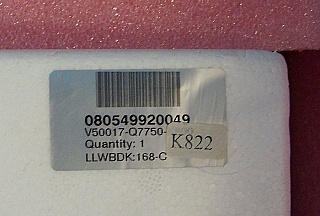 080549920049
V50017-Q7750-
Quantity: 1
LLWBDK:168-C
K822